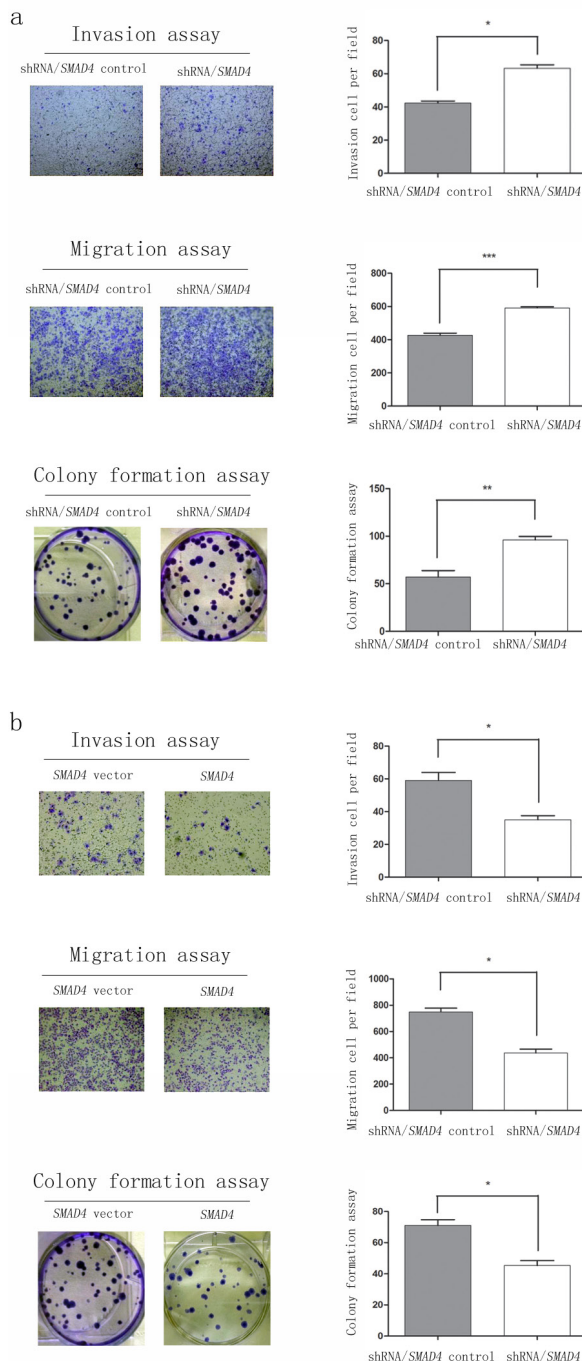 a
Invasion assay
shRNA/SMAD4 control shRNA/SMAD4
Invasion cell per field
80
60
40
20
0
*
shRNA/SMAD4 control shRNA/SMAD4
Migration assay
shRNA/SMAD4 control shRNA/SMAD4
Migration cell per field
800
600
400
200
0
***
shRNA/SMAD4 control shRNA/SMAD4
Colony formation assay
shRNA/SMAD4 control shRNA/SMAD4
Colony formation assay
150
100
50
0
**
shRNA/SMAD4 control shRNA/SMAD4
b
Invasion assay
SMAD4 vector SMAD4
Invasion cell per field
80
60
40
20
0
*
shRNA/SMAD4 control shRNA/SMAD4
Migration assay
SMAD4 vector SMAD4
Migration cell per field
1000
800
600
400
200
0
*
shRNA/SMAD4 control shRNA/SMAD4
Colony formation assay
SMAD4 vector SMAD4
Colony formation assay
80
60
40
20
0
*
shRNA/SMAD4 control shRNA/SMAD4